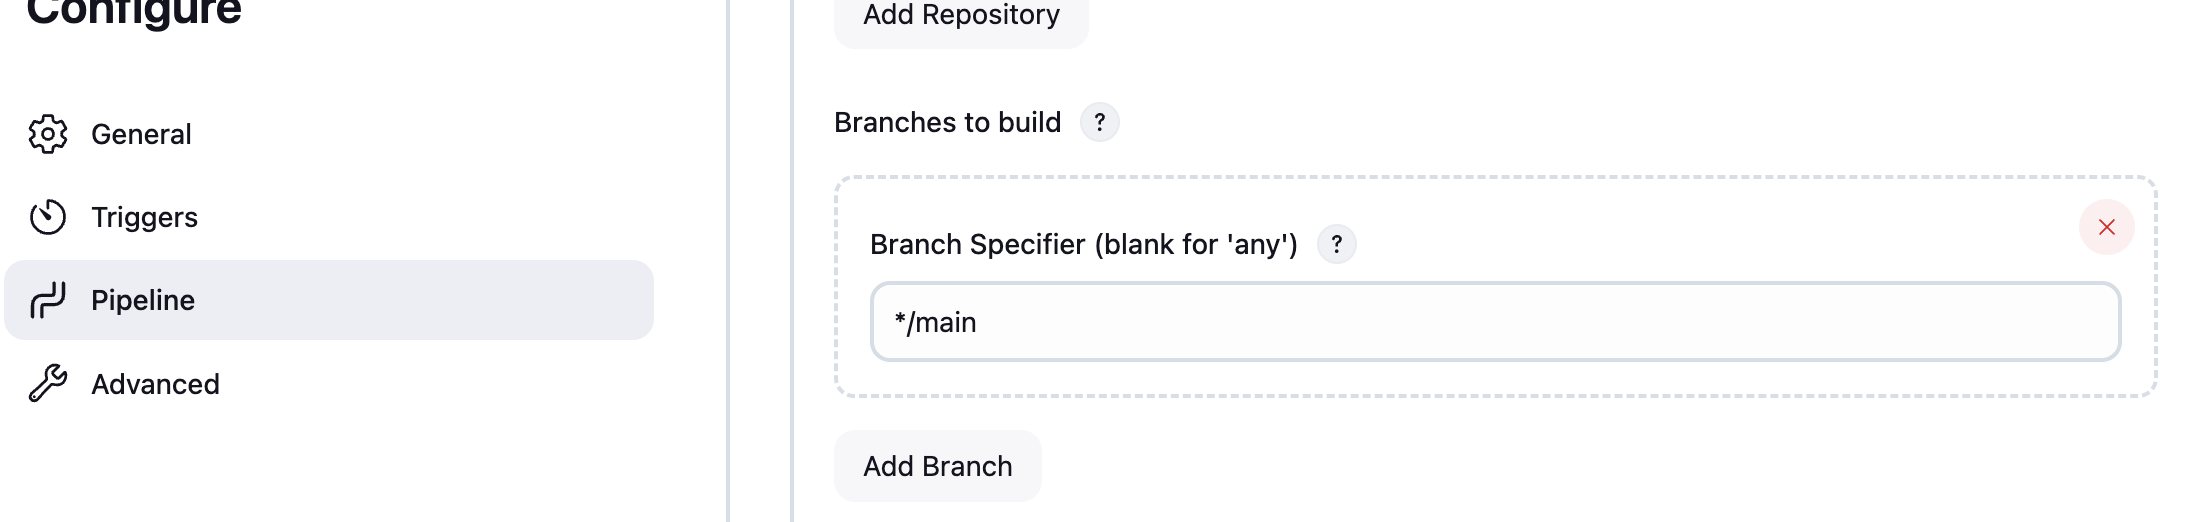 Configure
General
Triggers
Pipeline
Advanced
Add Repository
Branches to build ?
Branch Specifier (blank for 'any') ?
*/main
Add Branch